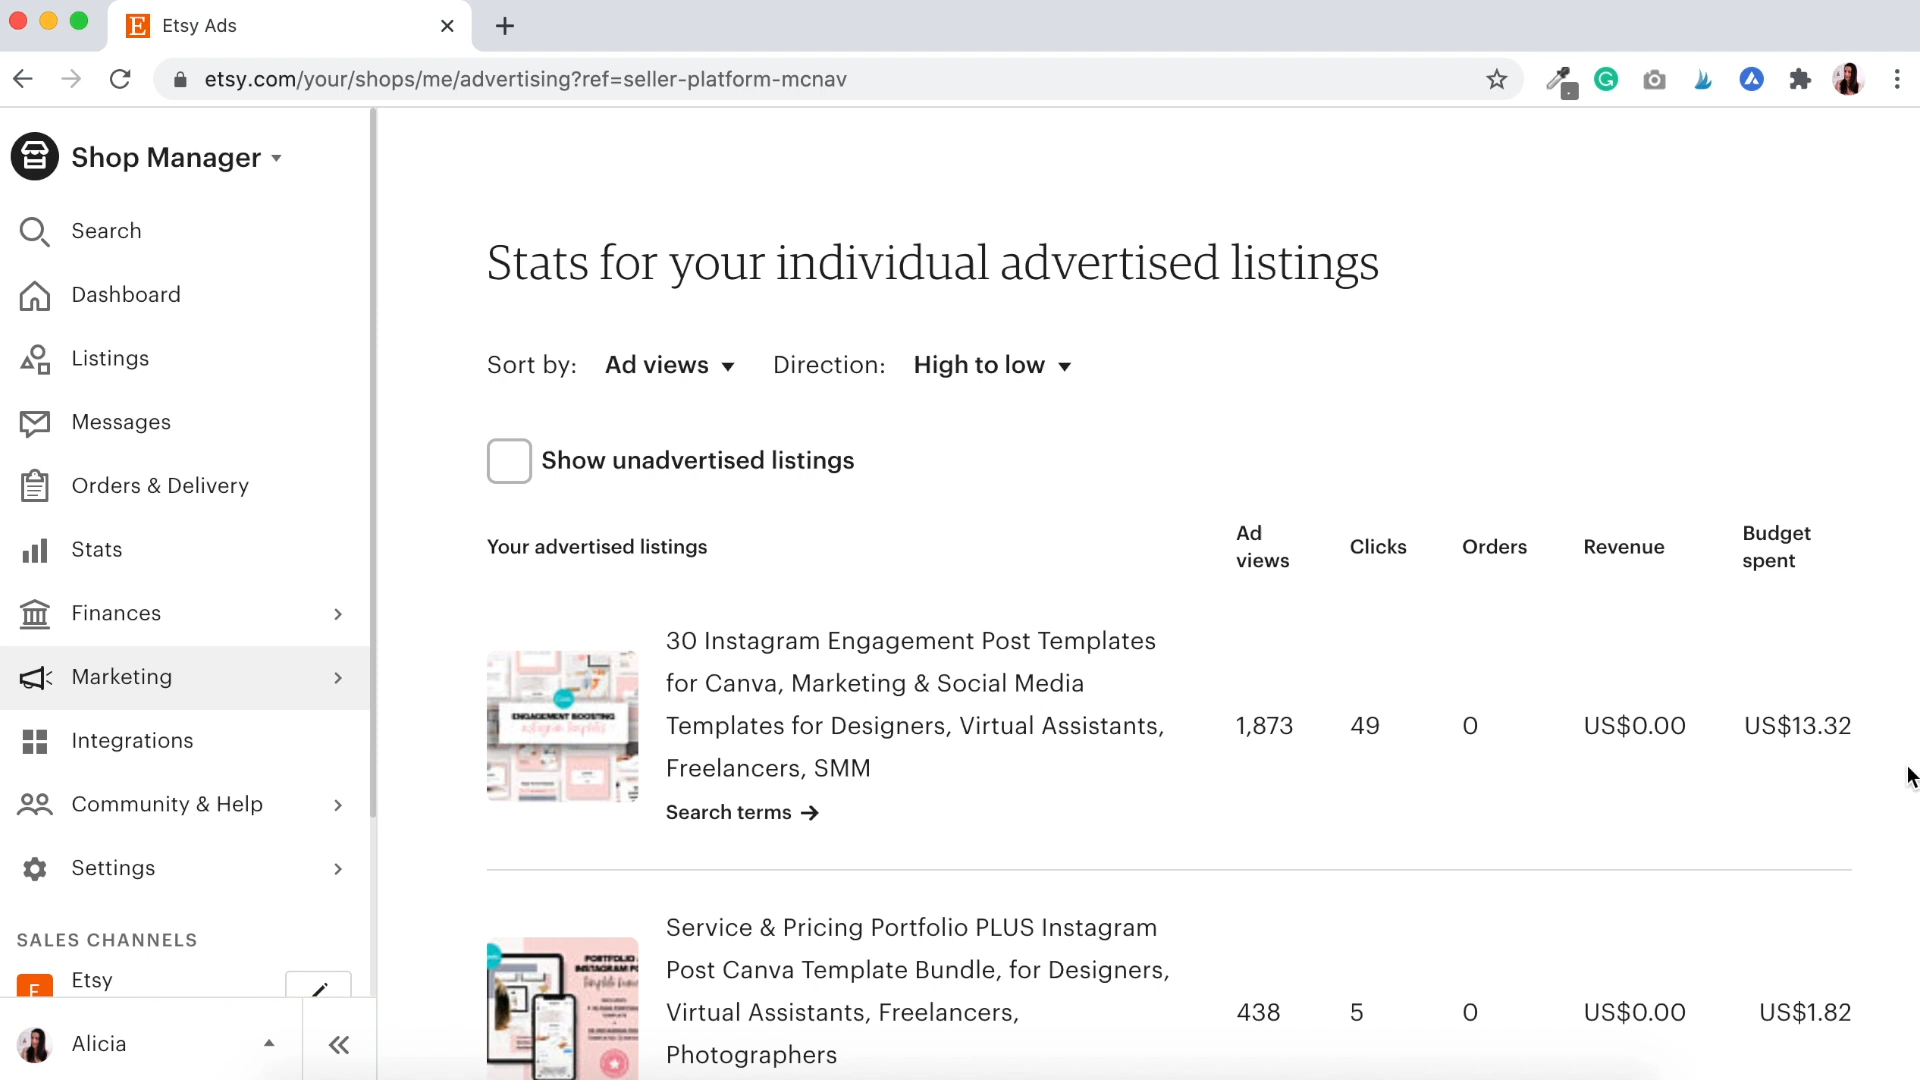 Etsy Ads
etsy.com/your/shops/me/advertising?ref=seller-platform-mcnav
Shop Manager
Search
Dashboard
Listings
Messages
Orders & Delivery
Stats
Finances
Marketing
Integrations
Community & Help
Settings
SALES CHANNELS
E Etsy
Alicia
Stats for your individual advertised listings
Sort by: Ad views Direction: High to low
Show unadvertised listings
Your advertised listings Ad views Clicks Orders Revenue Budget spent
ENGAGEMENT BOOSTING
instagram templates
30 Instagram Engagement Post Templates
for Canva, Marketing & Social Media
Templates for Designers, Virtual Assistants,
Freelancers, SMM
1,873 49 0 US$0.00 US$13.32
Search terms →
Service & Pricing Portfolio PLUS Instagram
Post Canva Template Bundle, for Designers,
Virtual Assistants, Freelancers,
Photographers
438 5 0 US$0.00 US$1.82